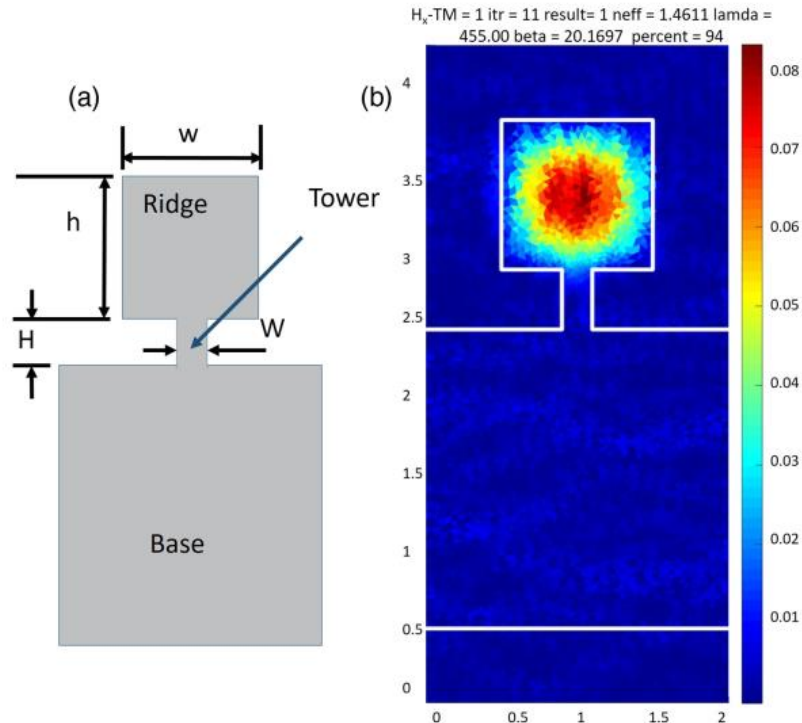 H_x-TM = 1 itr = 11 result= 1 neff = 1.4611 lamda =
455.00 beta = 20.1697 percent = 94
(a)
(b)
w
Ridge
Tower
h
H
W
Base
4
3.5
3
2.5
2
1.5
1
0.5
0
0
0.5
1
1.5
2
0.08
0.07
0.06
0.05
0.04
0.03
0.02
0.01